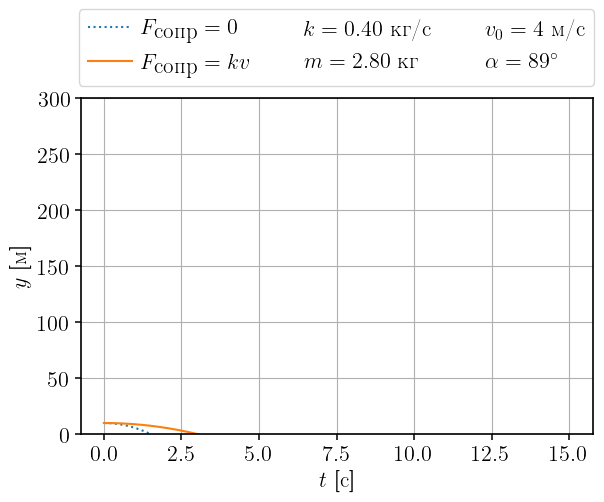 F_сопр = 0 k = 0.40 кг/с v_0 = 4 м/с
F_сопр = kv m = 2.80 кг α = 89°
300
250
200
150
100
50
0
y [м]
0.0 2.5 5.0 7.5 10.0 12.5 15.0
t [с]